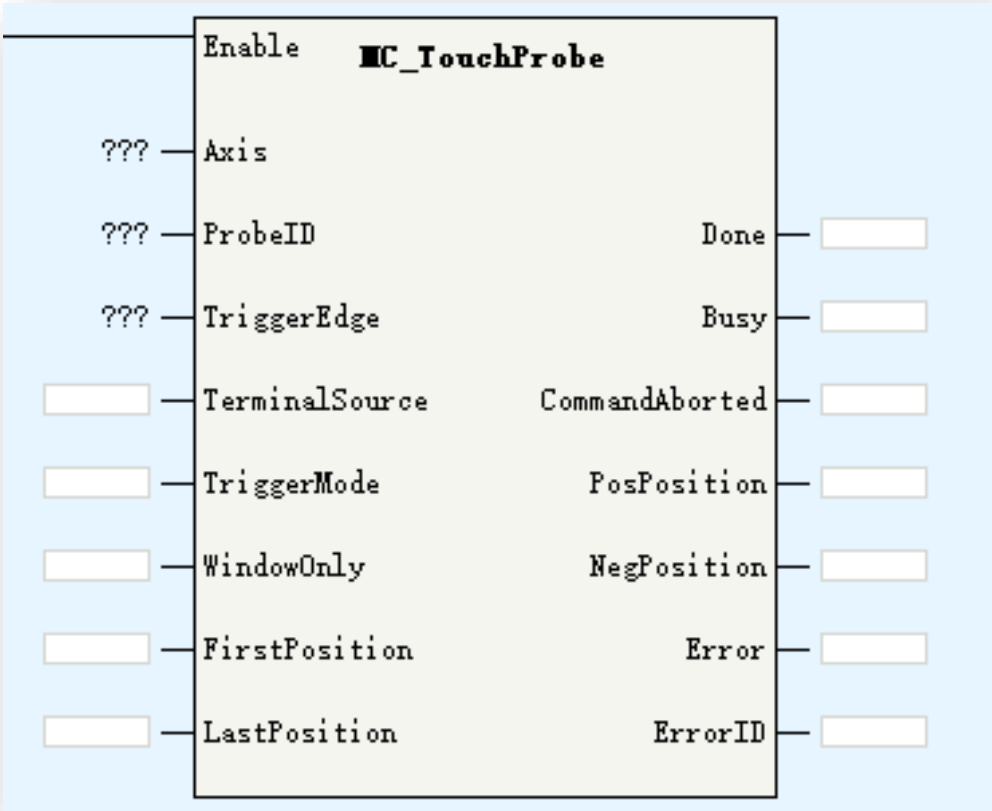 Enable MC_TouchProbe
??? Axis
??? ProbeID Done
??? TriggerEdge Busy
TerminalSource CommandAborted
TriggerMode PosPosition
WindowOnly NegPosition
FirstPosition Error
LastPosition ErrorID